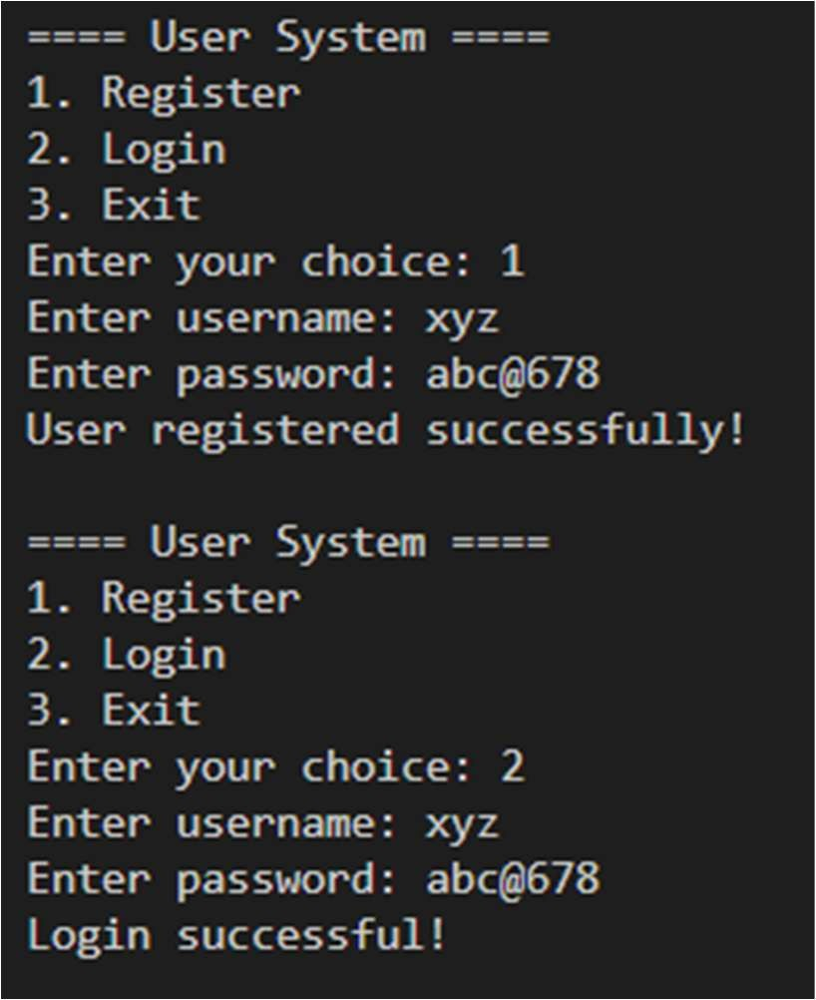 ==== User System ====
1. Register
2. Login
3. Exit
Enter your choice: 1
Enter username: xyz
Enter password: abc@678
User registered successfully!
==== User System ====
1. Register
2. Login
3. Exit
Enter your choice: 2
Enter username: xyz
Enter password: abc@678
Login successful!